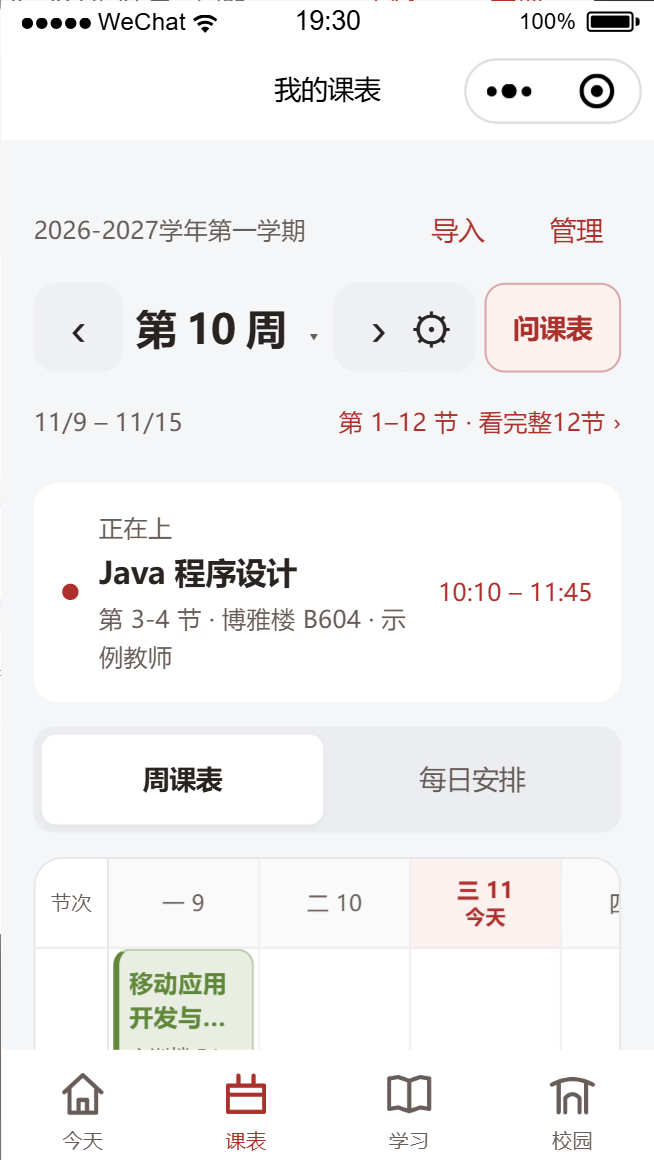 WeChat 19:30 100%
我的课表
2026-2027学年第一学期 导入 管理
‹ 第 10 周 › 问课表
11/9 – 11/15 第 1–12 节 · 看完整12节 ›
正在上
Java 程序设计
10:10 – 11:45
第 3-4 节 · 博雅楼 B604 · 示
例教师
周课表 每日安排
节次 一 9 二 10 三 11
今天
移动应用
开发与...
今天 课表 学习 校园